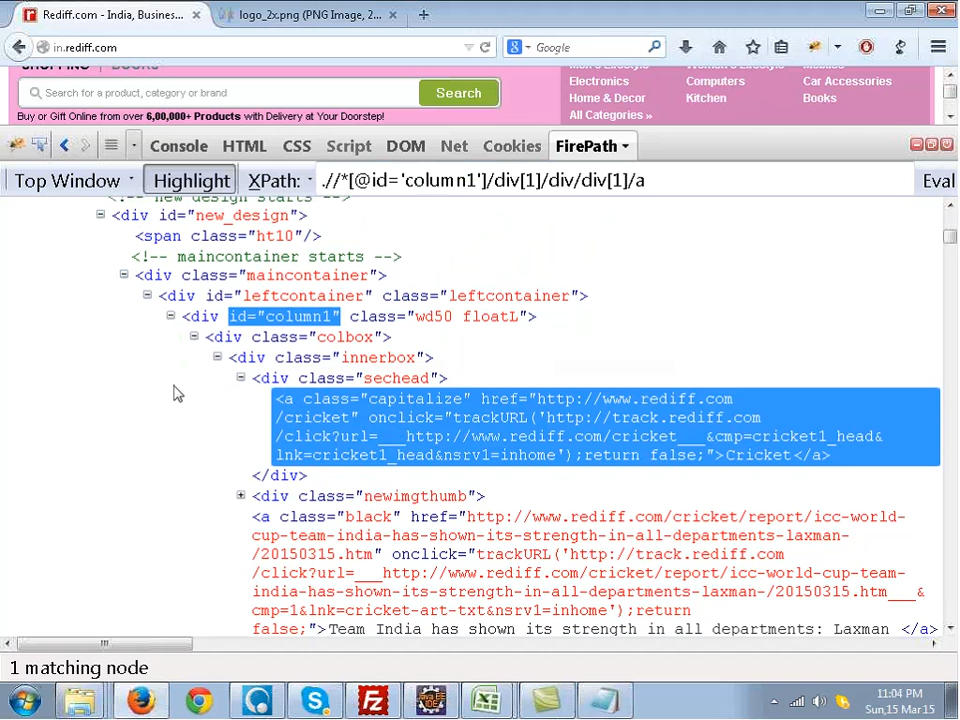 Rediff.com - India, Business...
logo_2x.png (PNG Image, 2...
in.rediff.com
Google
SHOPPING BOOKS
Search for a product, category or brand
Search
Buy or Gift Online from over 6,00,000+ Products with Delivery at Your Doorstep!
Men's Lifestyle
Women's Lifestyle
Mobiles
Electronics
Computers
Car Accessories
Home & Decor
Kitchen
Books
All Categories »
Console HTML CSS Script DOM Net Cookies FirePath
Top Window Highlight XPath: .//*[@id='column1']/div[1]/div/div[1]/a Eval
<!-- new design starts -->
<div id="new_design">
<span class="ht10"/>
<!-- maincontainer starts -->
<div class="maincontainer">
<div id="leftcontainer" class="leftcontainer">
<div id="column1" class="wd50 floatL">
<div class="colbox">
<div class="innerbox">
<div class="sechead">
<a class="capitalize" href="http://www.rediff.com
/cricket" onclick="trackURL('http://track.rediff.com
/click?url=___http://www.rediff.com/cricket___&cmp=cricket1_head&
lnk=cricket1_head&nsrv1=inhome');return false;">Cricket</a>
</div>
<div class="newimgthumb">
<a class="black" href="http://www.rediff.com/cricket/report/icc-world-
cup-team-india-has-shown-its-strength-in-all-departments-laxman-
/20150315.htm" onclick="trackURL('http://track.rediff.com
/click?url=___http://www.rediff.com/cricket/report/icc-world-cup-team-
india-has-shown-its-strength-in-all-departments-laxman-/20150315.htm___&
cmp=1&lnk=cricket-art-txt&nsrv1=inhome');return
false;">Team India has shown its strength in all departments: Laxman </a>
1 matching node
11:04 PM
Sun,15 Mar 15